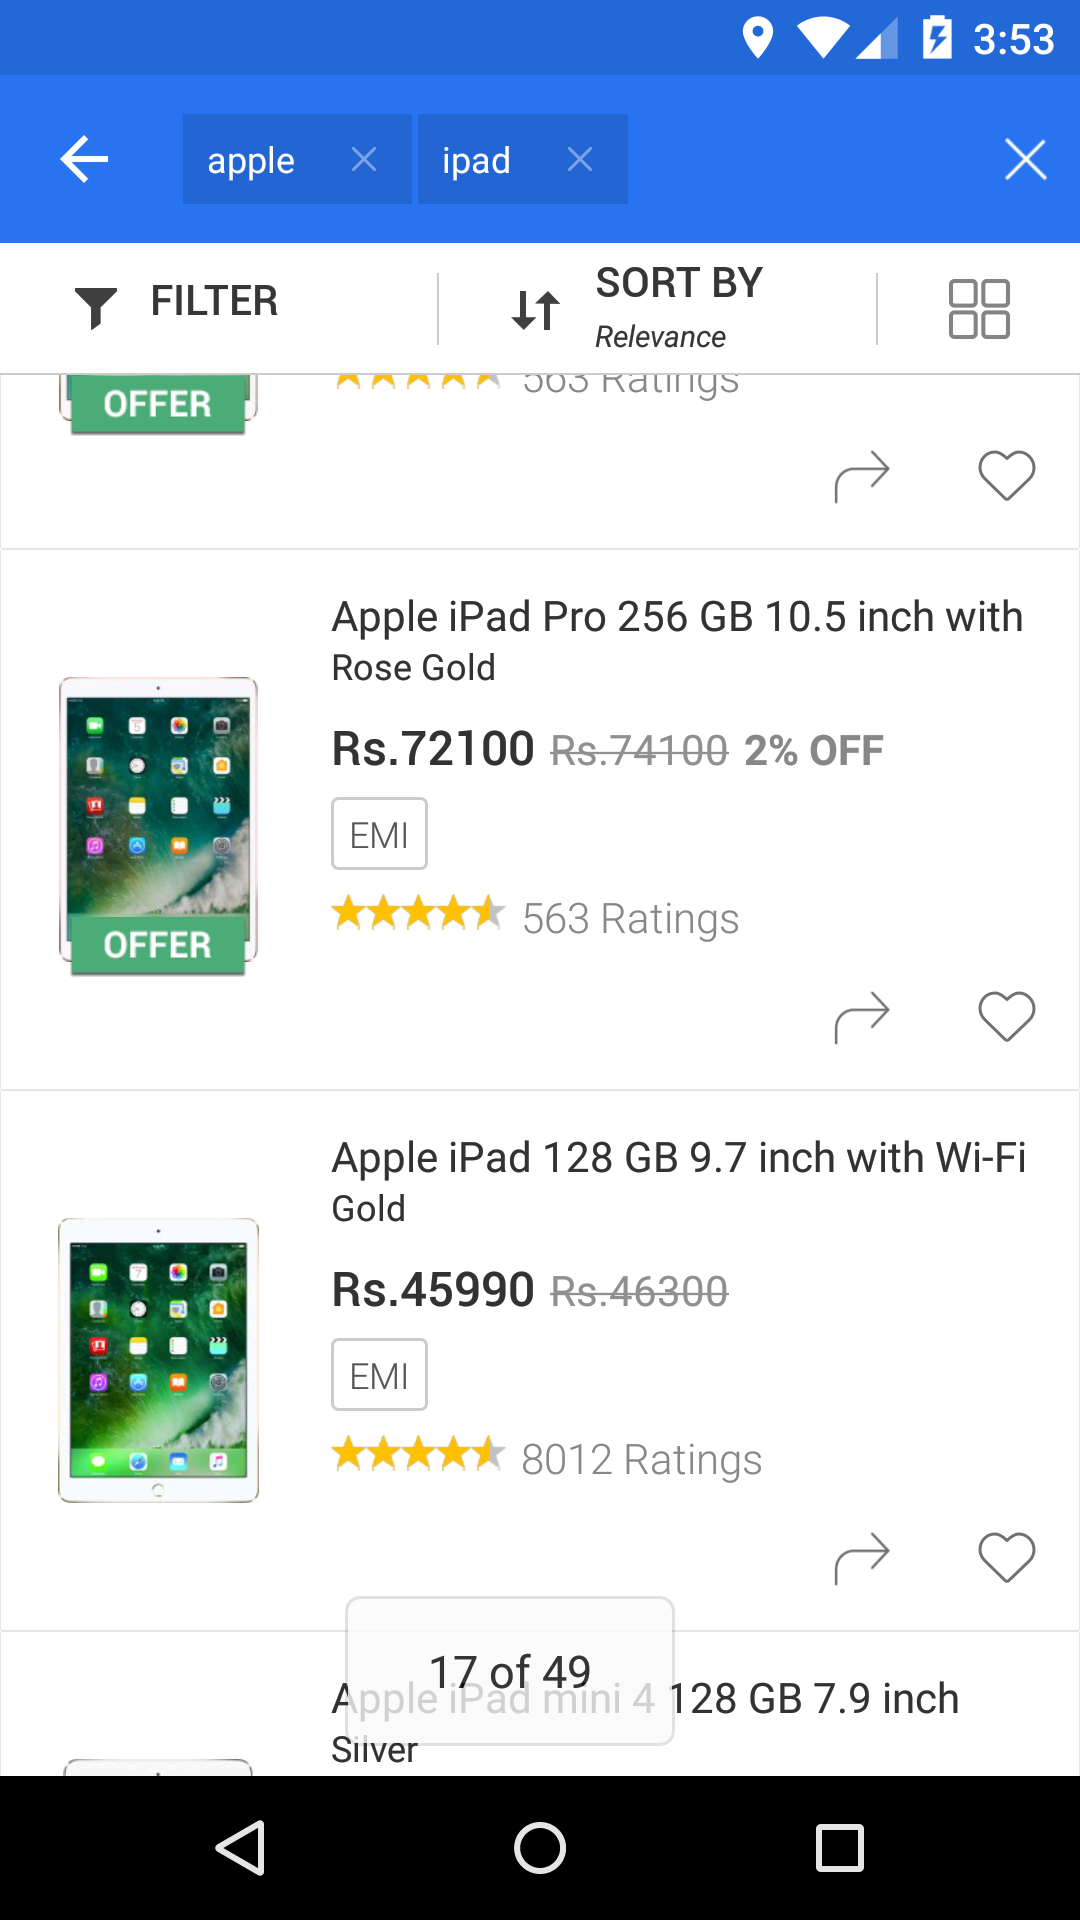 3:53
apple
ipad
FILTER
SORT BY
Relevance
563 Ratings
OFFER
Apple iPad Pro 256 GB 10.5 inch with
Rose Gold
Rs.72100 Rs.74100 2% OFF
EMI
563 Ratings
OFFER
Apple iPad 128 GB 9.7 inch with Wi-Fi
Gold
Rs.45990 Rs.46300
EMI
8012 Ratings
17 of 49
Apple iPad mini 4 128 GB 7.9 inch
Silver